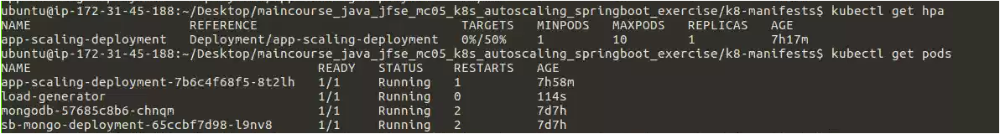 ubuntu@ip-172-31-45-188:~/Desktop/maincourse_java_jfse_mc05_k8s_autoscaling_springboot_exercise/k8-manifests$ kubectl get hpa
NAME REFERENCE TARGETS MINPODS MAXPODS REPLICAS AGE
app-scaling-deployment Deployment/app-scaling-deployment 0%/50% 1 10 1 7h17m
ubuntu@ip-172-31-45-188:~/Desktop/maincourse_java_jfse_mc05_k8s_autoscaling_springboot_exercise/k8-manifests$ kubectl get pods
NAME READY STATUS RESTARTS AGE
app-scaling-deployment-7b6c4f68f5-8t2lh 1/1 Running 1 7h58m
load-generator 1/1 Running 0 114s
mongodb-57685c8b6-chnqm 1/1 Running 2 7d7h
sb-mongo-deployment-65ccbf7d98-l9nv8 1/1 Running 2 7d7h